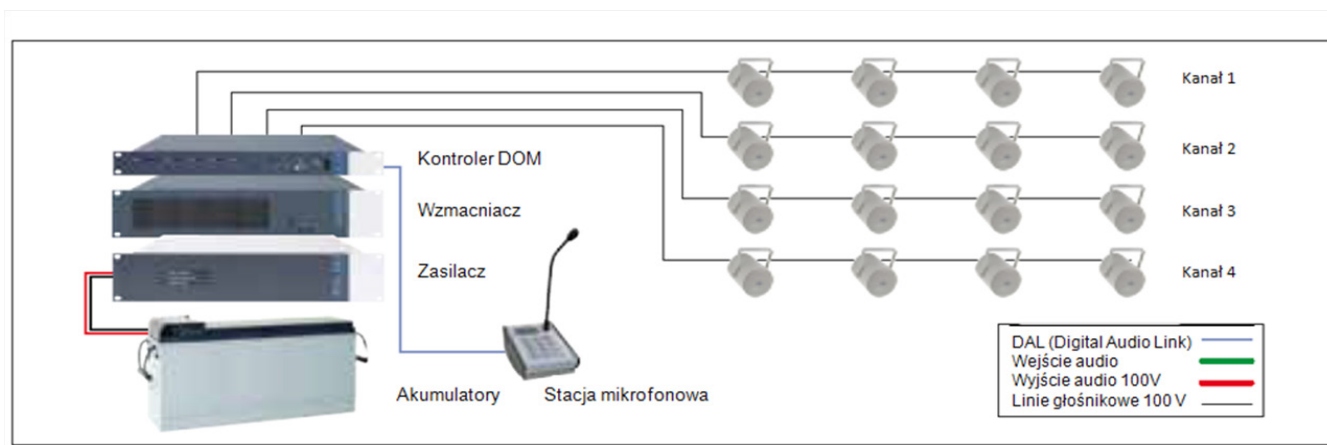 Kanał 1
Kontroler DOM
Kanał 2
Wzmacniacz
Kanał 3
Zasilacz
Kanał 4
DAL (Digital Audio Link)
Wejście audio
Wyjście audio 100V
Linie głośnikowe 100 V
Akumulatory
Stacja mikrofonowa